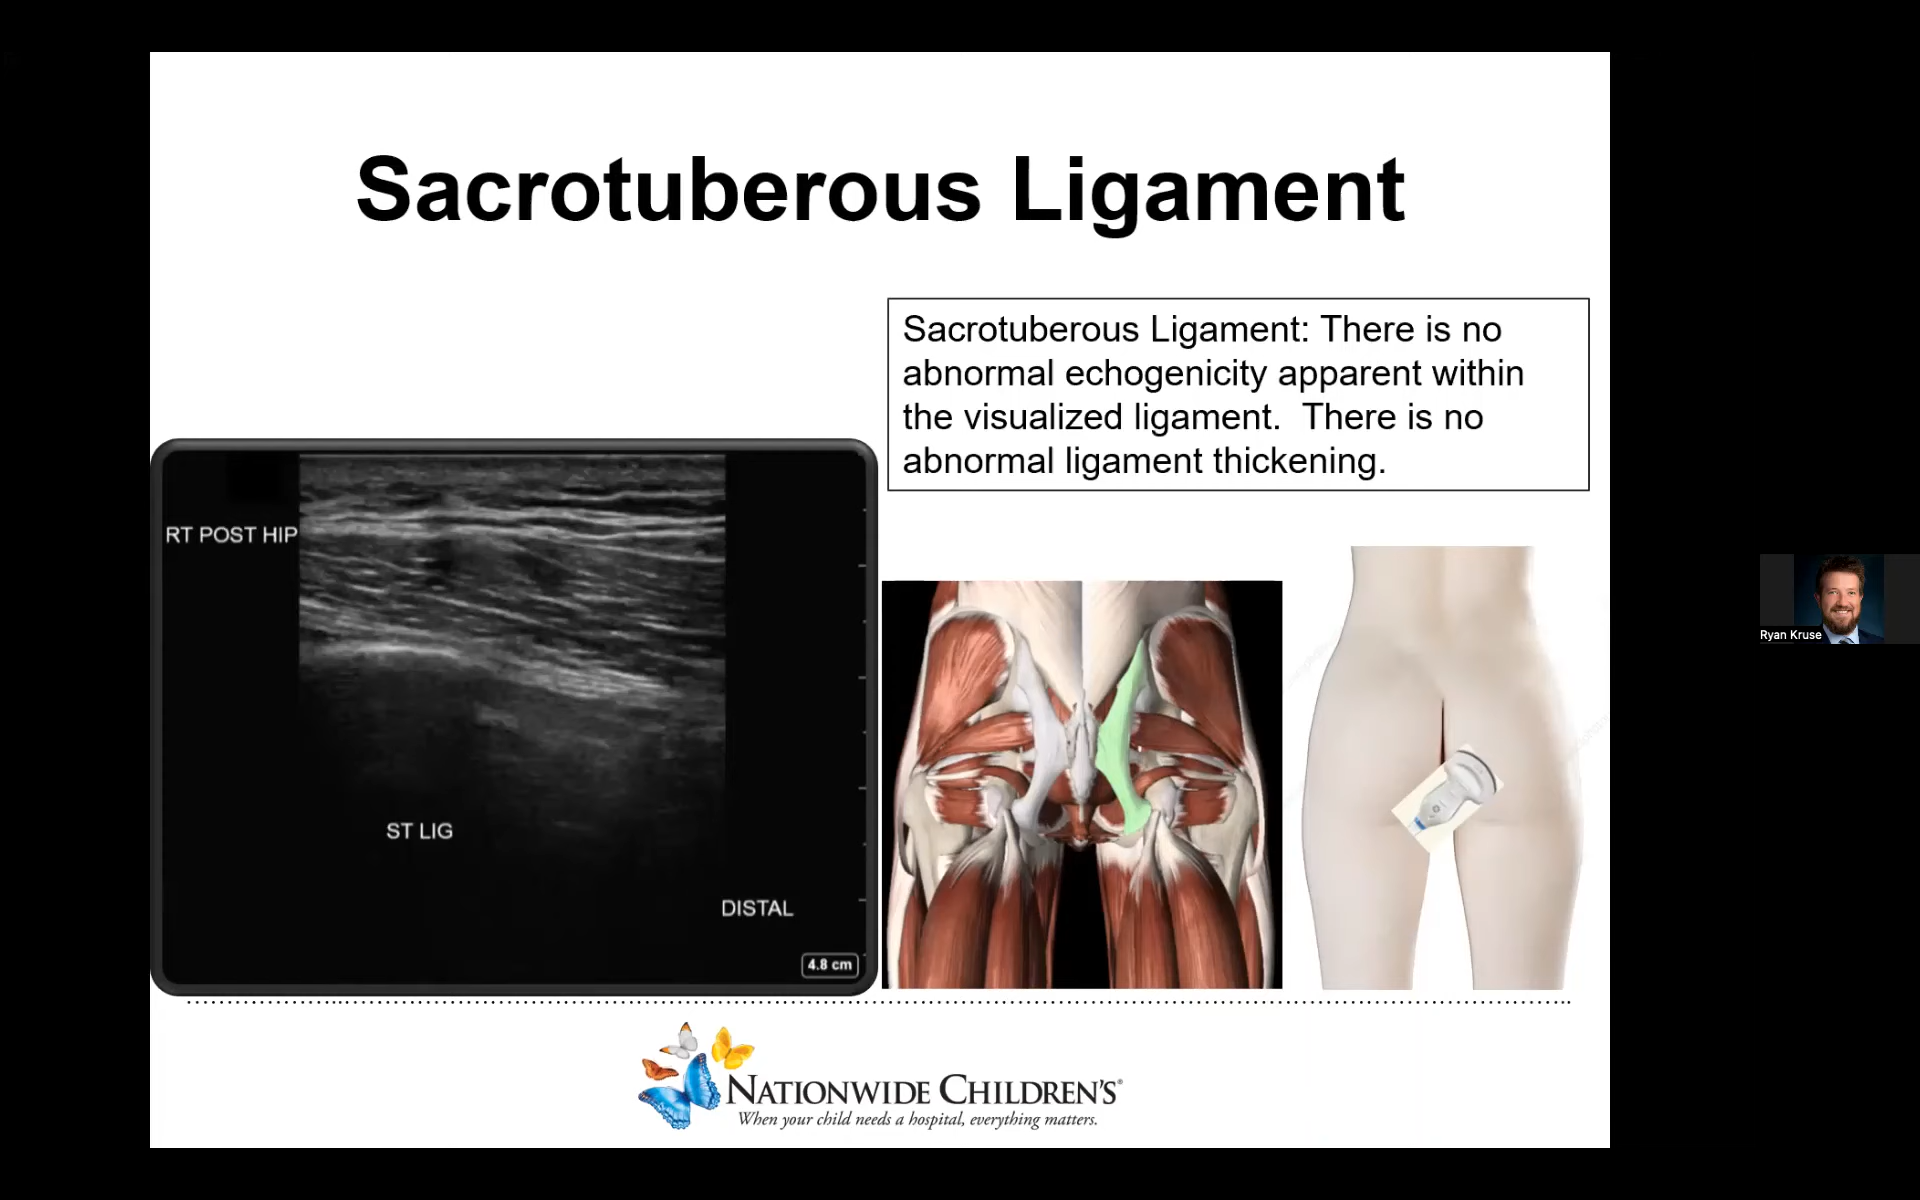 Sacrotuberous Ligament
Sacrotuberous Ligament: There is no
abnormal echogenicity apparent within
the visualized ligament. There is no
abnormal ligament thickening.
RT POST HIP
ST LIG
DISTAL
4.8 cm
Ryan Kruse
NATIONWIDE CHILDREN'S®
When your child needs a hospital, everything matters.